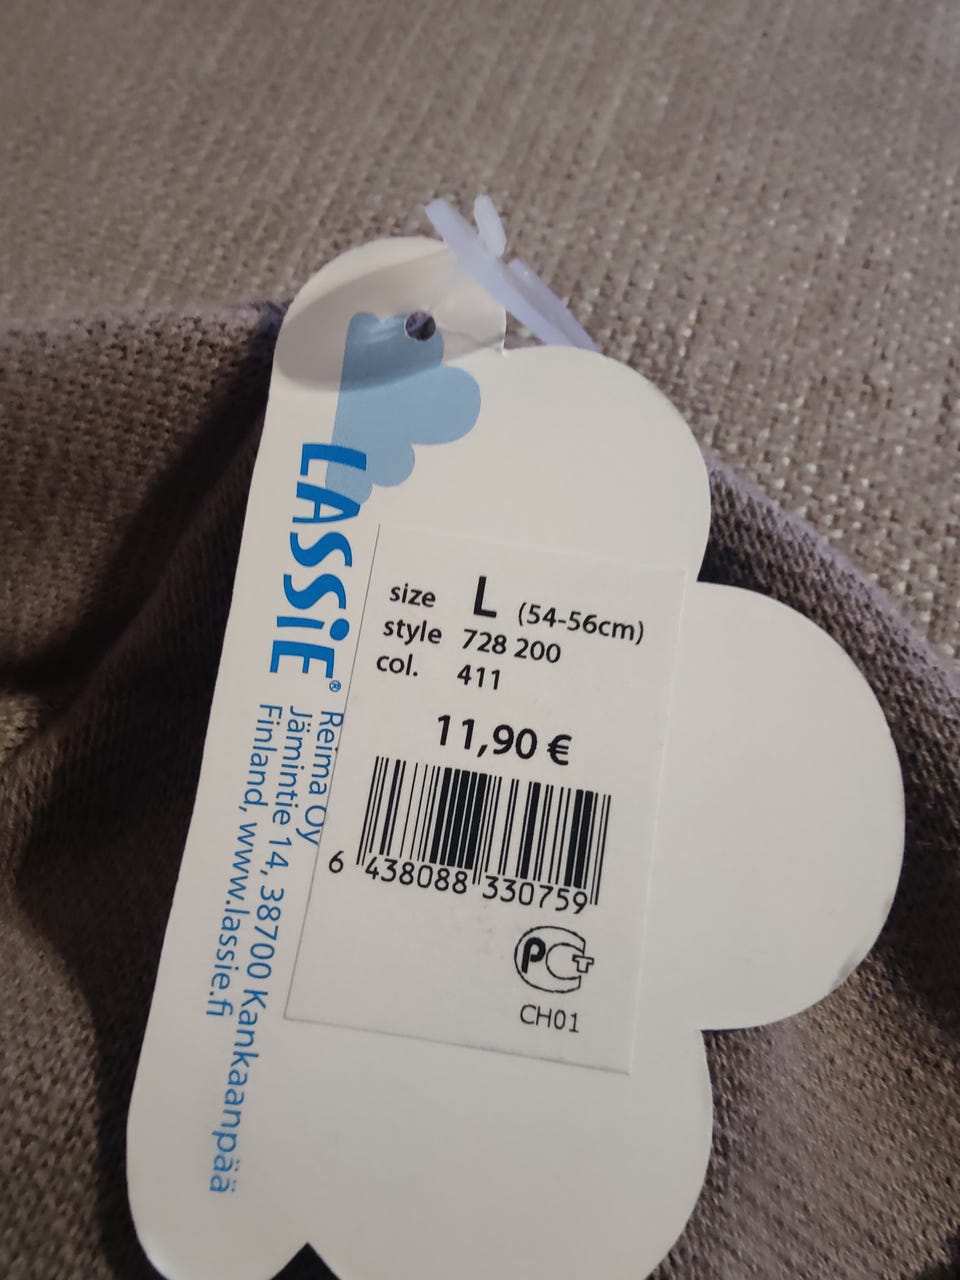 LASSiE®
Reima Oy
Jämintie 14, 38700 Kankaanpää
Finland, www.lassie.fi
size L (54-56cm)
style 728 200
col. 411
11,90 €
6 438088 330759
PCT
CH01